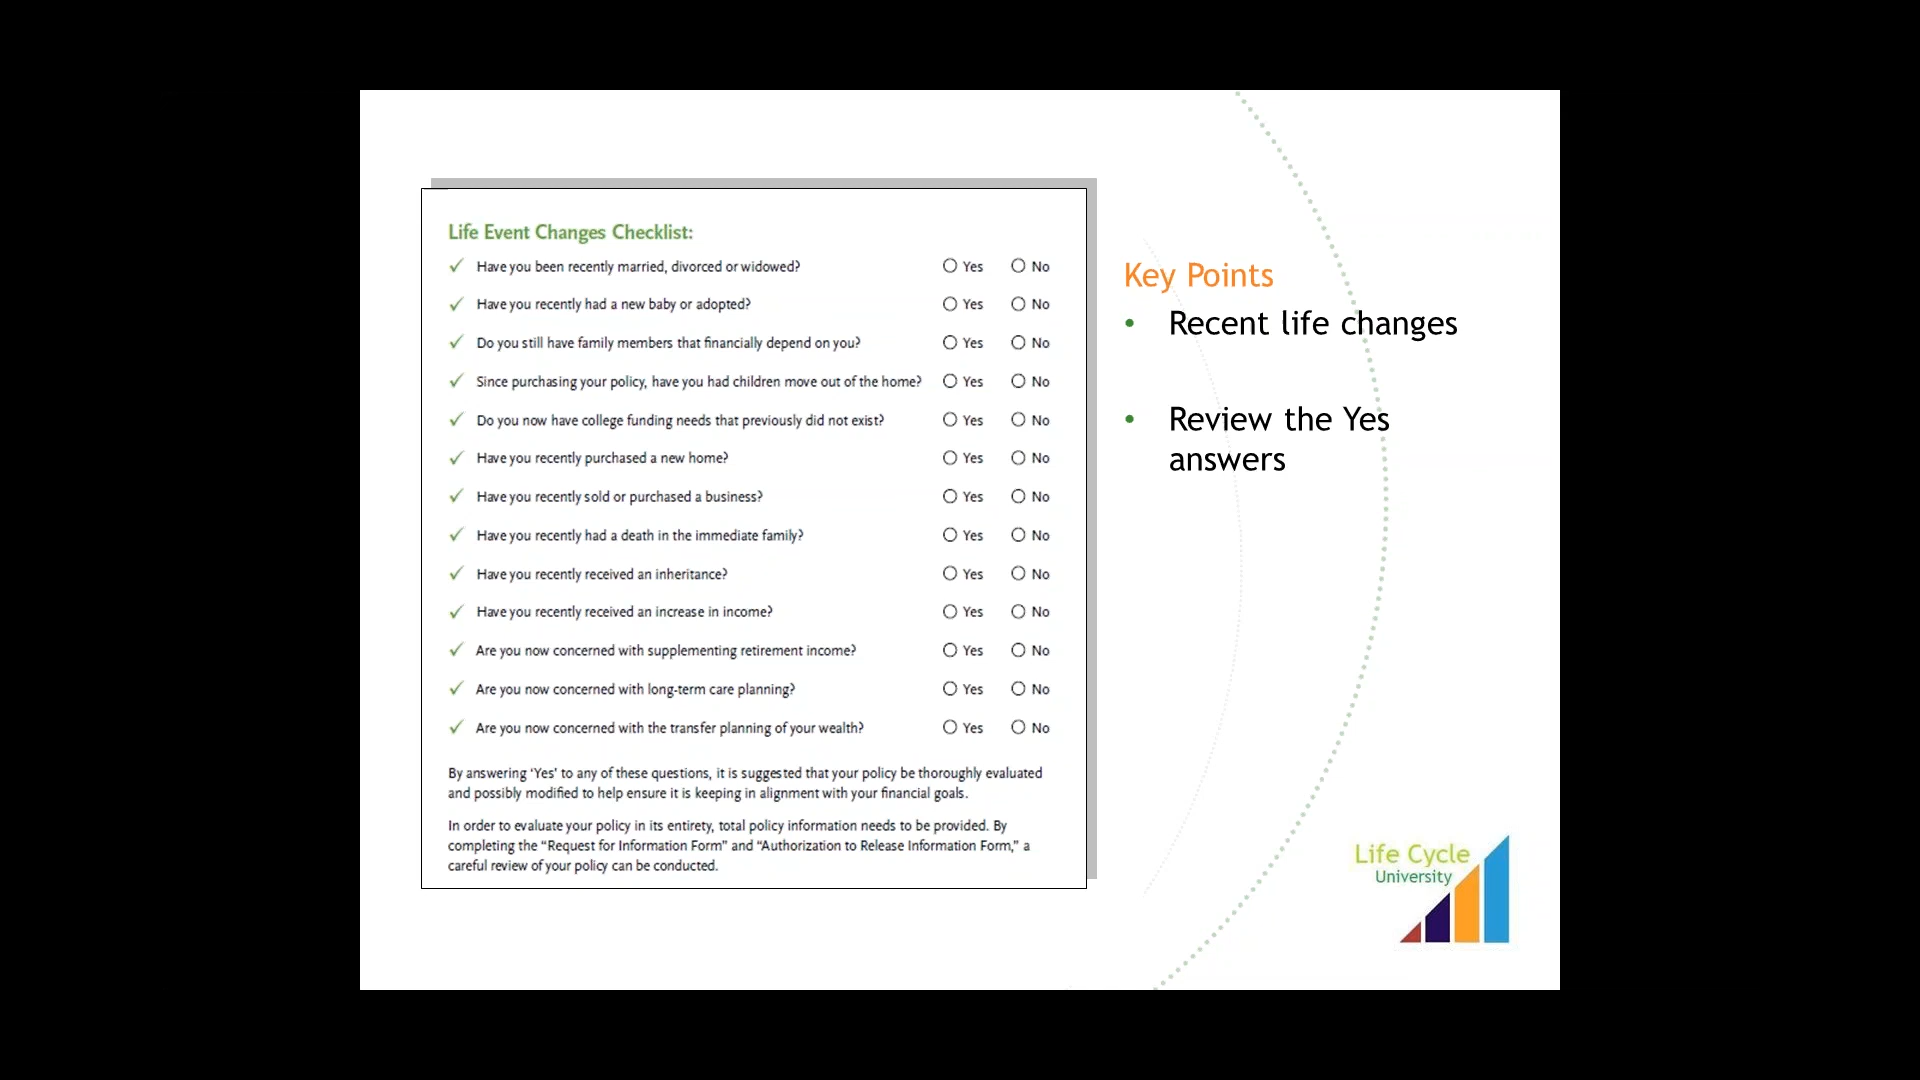 Life Event Changes Checklist:
✓ Have you been recently married, divorced or widowed? ○ Yes ○ No
✓ Have you recently had a new baby or adopted? ○ Yes ○ No
✓ Do you still have family members that financially depend on you? ○ Yes ○ No
✓ Since purchasing your policy, have you had children move out of the home? ○ Yes ○ No
✓ Do you now have college funding needs that previously did not exist? ○ Yes ○ No
✓ Have you recently purchased a new home? ○ Yes ○ No
✓ Have you recently sold or purchased a business? ○ Yes ○ No
✓ Have you recently had a death in the immediate family? ○ Yes ○ No
✓ Have you recently received an inheritance? ○ Yes ○ No
✓ Have you recently received an increase in income? ○ Yes ○ No
✓ Are you now concerned with supplementing retirement income? ○ Yes ○ No
✓ Are you now concerned with long-term care planning? ○ Yes ○ No
✓ Are you now concerned with the transfer planning of your wealth? ○ Yes ○ No
By answering ‘Yes’ to any of these questions, it is suggested that your policy be thoroughly evaluated
and possibly modified to help ensure it is keeping in alignment with your financial goals.
In order to evaluate your policy in its entirety, total policy information needs to be provided. By
completing the “Request for Information Form” and “Authorization to Release Information Form,” a
careful review of your policy can be conducted.
Key Points
• Recent life changes
• Review the Yes
answers
Life Cycle
University